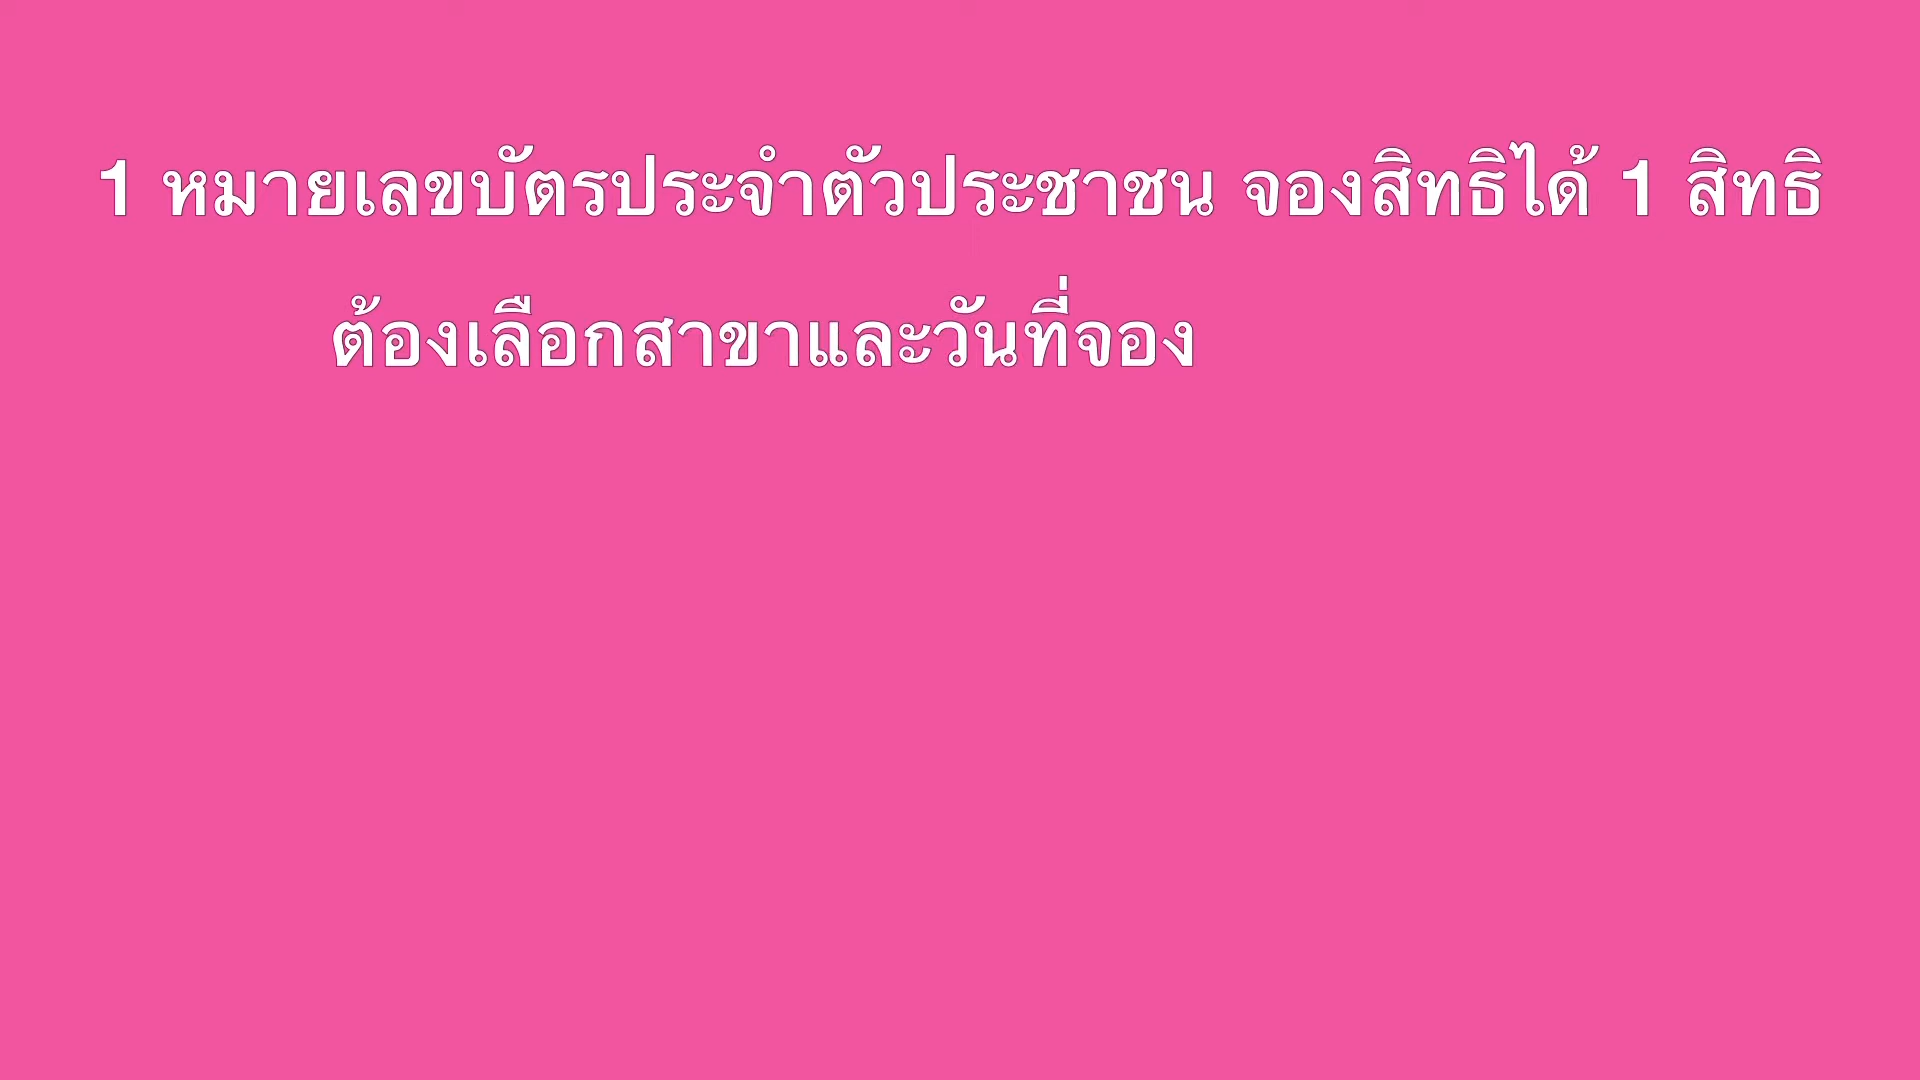 1 หมายเลขบัตรประจำตัวประชาชน จองสิทธิได้ 1 สิทธิ
ต้องเลือกสาขาและวันที่จอง